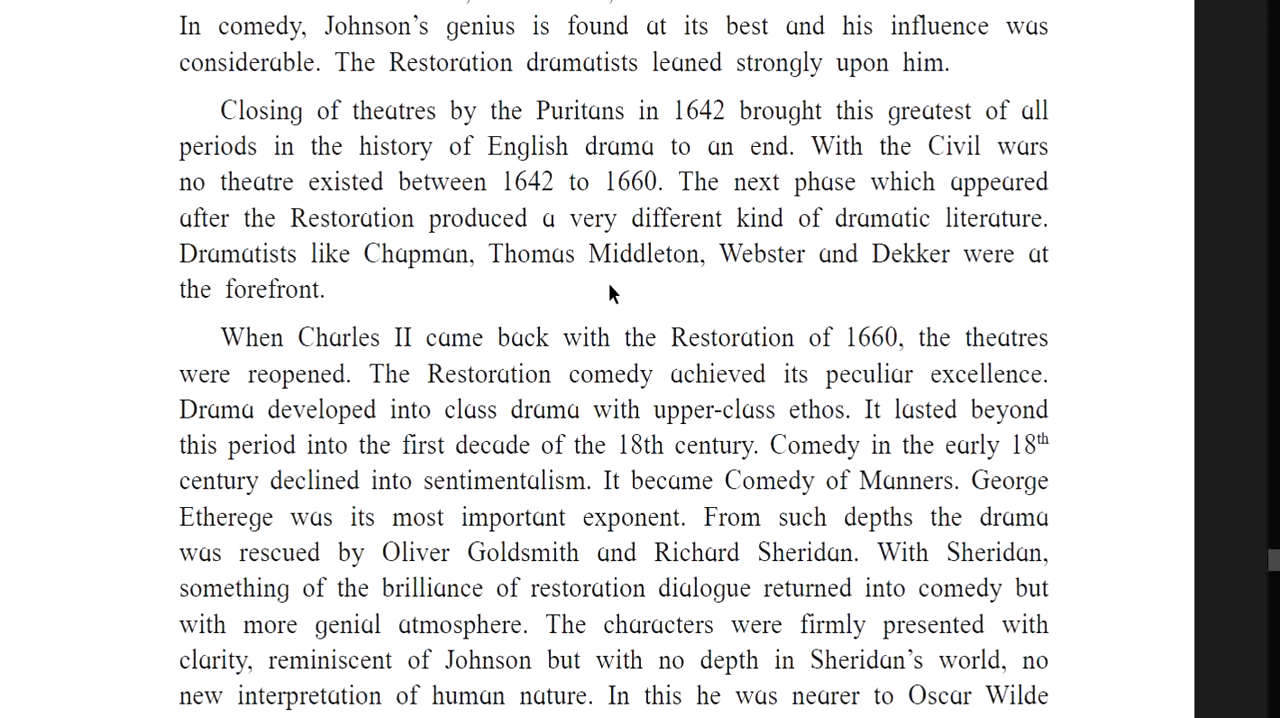 In comedy, Johnson's genius is found at its best and his influence was
considerable. The Restoration dramatists leaned strongly upon him.
Closing of theatres by the Puritans in 1642 brought this greatest of all
periods in the history of English drama to an end. With the Civil wars
no theatre existed between 1642 to 1660. The next phase which appeared
after the Restoration produced a very different kind of dramatic literature.
Dramatists like Chapman, Thomas Middleton, Webster and Dekker were at
the forefront.
When Charles II came back with the Restoration of 1660, the theatres
were reopened. The Restoration comedy achieved its peculiar excellence.
Drama developed into class drama with upper-class ethos. It lasted beyond
this period into the first decade of the 18th century. Comedy in the early 18th
century declined into sentimentalism. It became Comedy of Manners. George
Etherege was its most important exponent. From such depths the drama
was rescued by Oliver Goldsmith and Richard Sheridan. With Sheridan,
something of the brilliance of restoration dialogue returned into comedy but
with more genial atmosphere. The characters were firmly presented with
clarity, reminiscent of Johnson but with no depth in Sheridan's world, no
new interpretation of human nature. In this he was nearer to Oscar Wilde